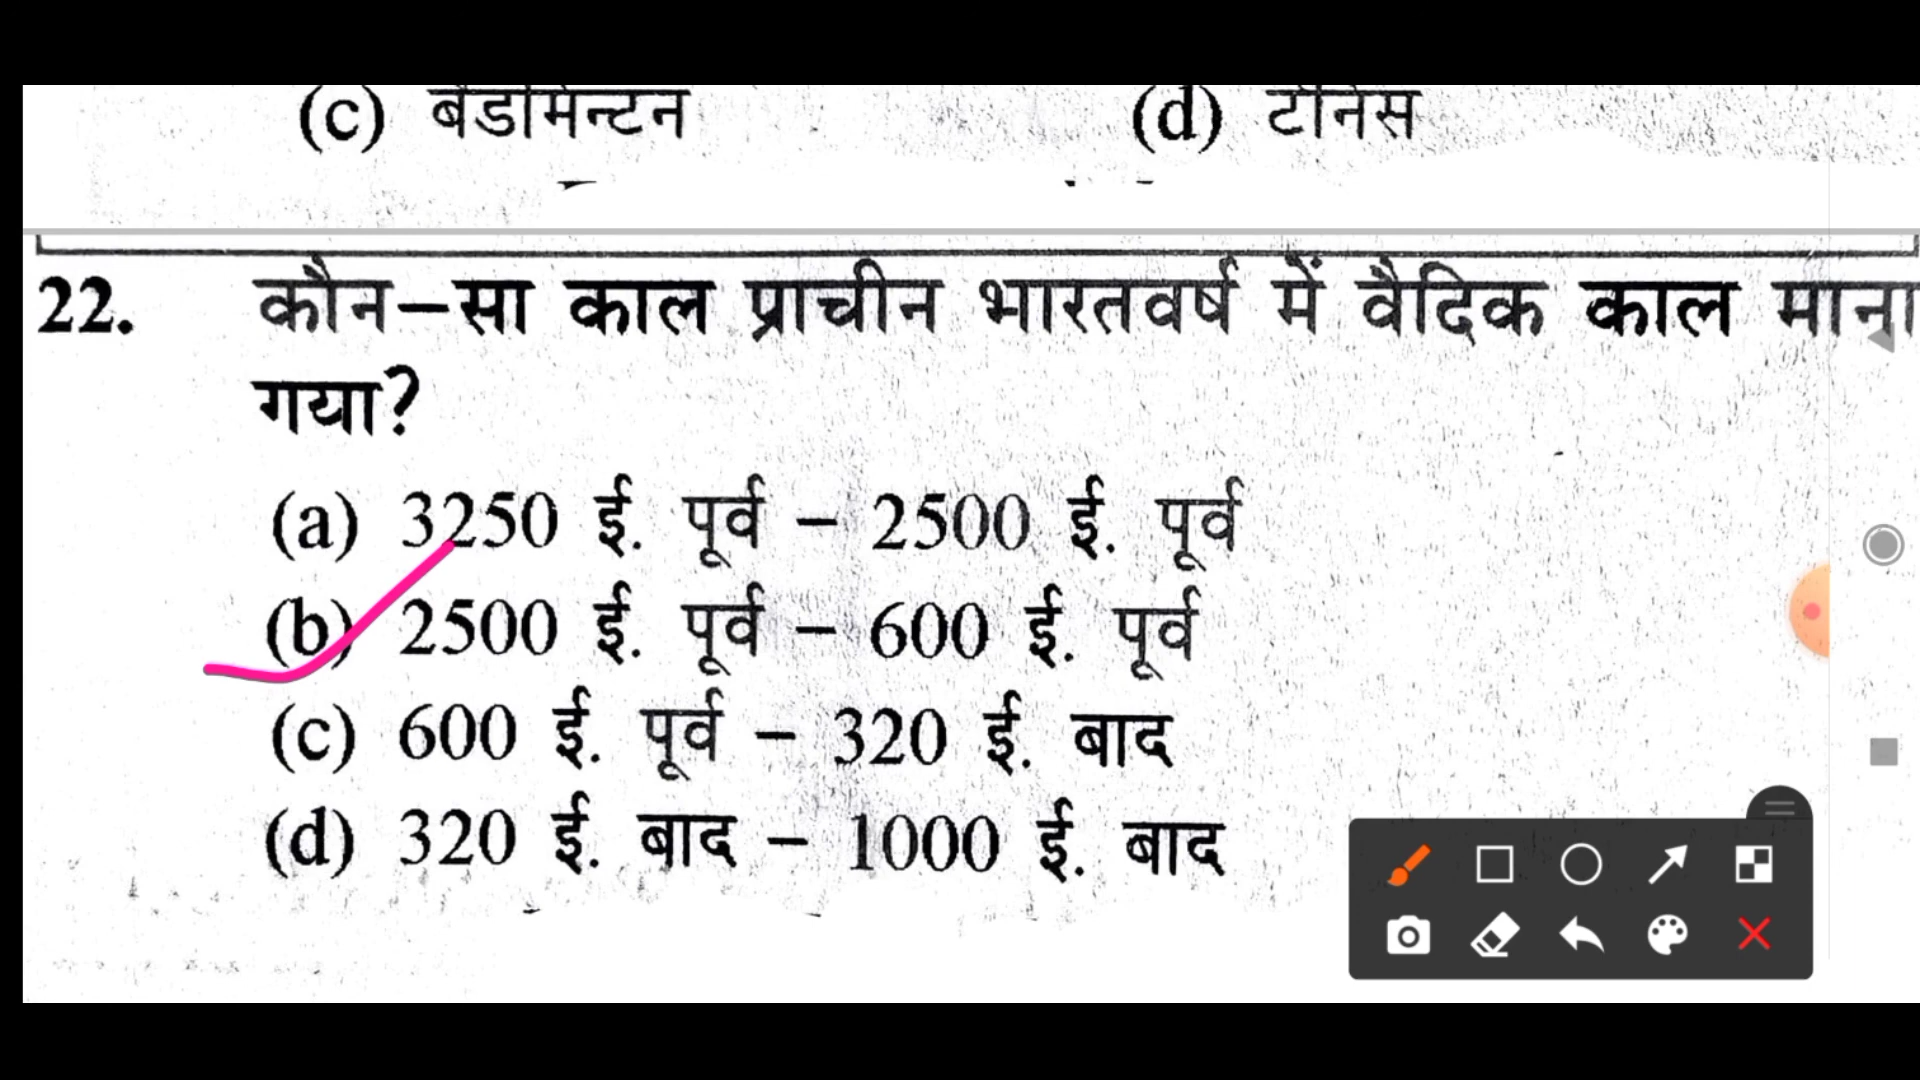 (c) बैडमिन्टन (d) टेनिस
22. कौन–सा काल प्राचीन भारतवर्ष में वैदिक काल माना
गया?
(a) 3250 ई. पूर्व – 2500 ई. पूर्व
(b) 2500 ई. पूर्व – 600 ई. पूर्व
(c) 600 ई. पूर्व – 320 ई. बाद
(d) 320 ई. बाद – 1000 ई. बाद